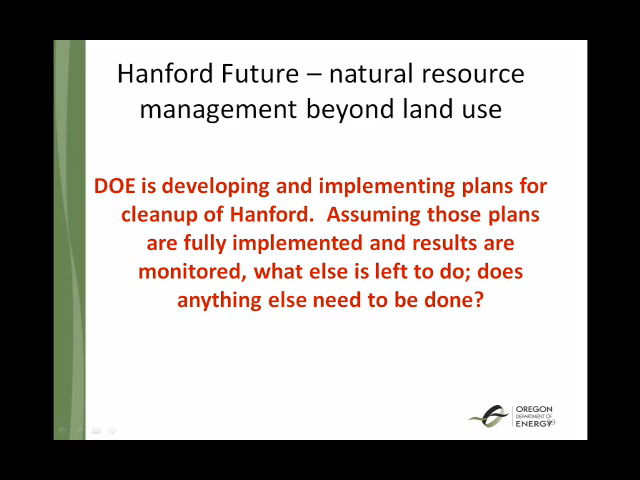 Hanford Future – natural resource
management beyond land use
DOE is developing and implementing plans for
cleanup of Hanford.  Assuming those plans
are fully implemented and results are
monitored, what else is left to do; does
anything else need to be done?
OREGON
DEPARTMENT OF
ENERGY